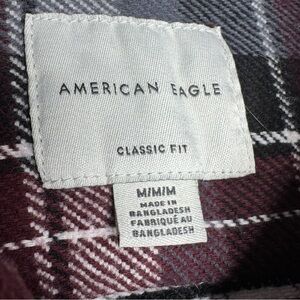 AMERICAN EAGLE
CLASSIC FIT
M/M/M
MADE IN
BANGLADESH
FABRIQUÉ AU
BANGLADESH